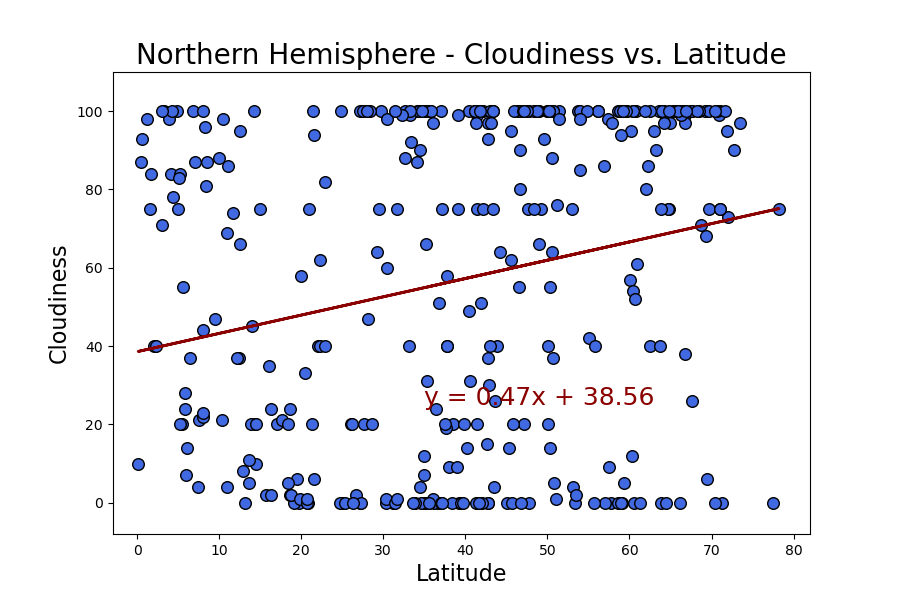 Northern Hemisphere - Cloudiness vs. Latitude
100
80
60
40
20
0
Cloudiness
y = 0.47x + 38.56
0 10 20 30 40 50 60 70 80
Latitude